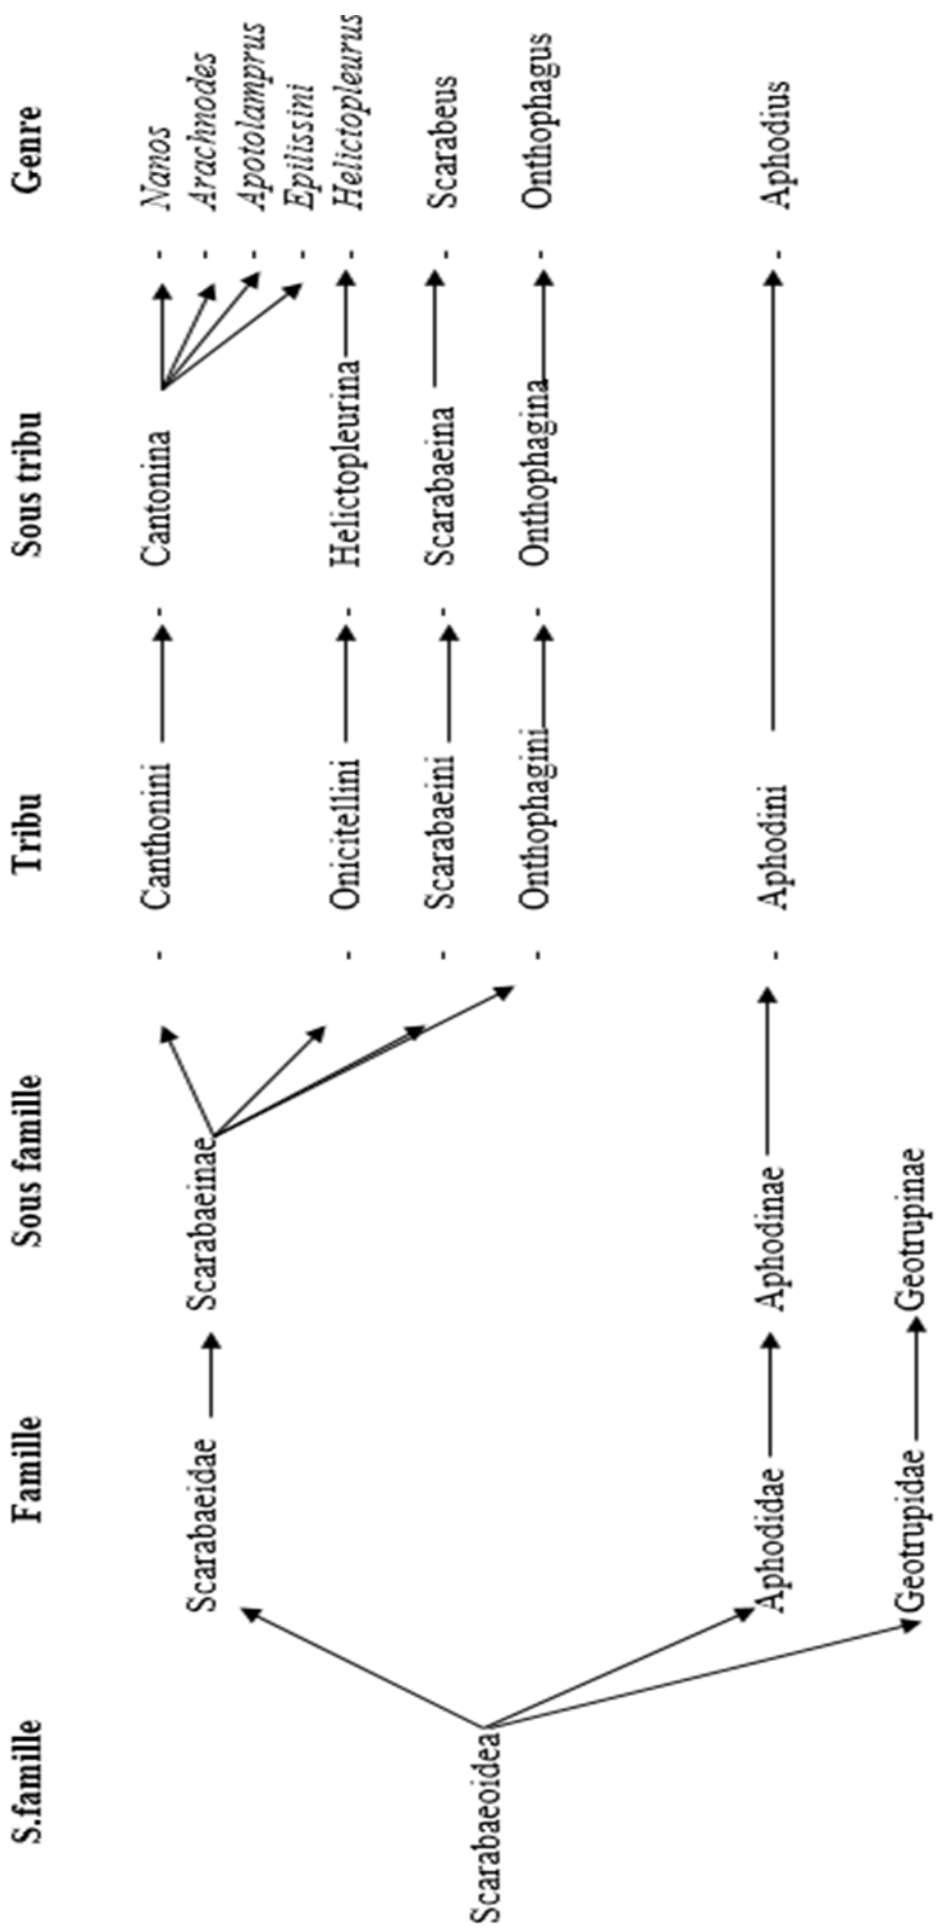 S.famille Famille Sous famille Tribu Sous tribu Genre
- Canthonini - Cantonina - Nanos
Scarabaeidae Scarabaeinae - Arachnodes
- Apotolamprus
- Epilissini
- Onicitellini - Helictopleurina - Helictopleurus
- Scarabaeini - Scarabaeina - Scarabeus
Scarabaeoidea
- Onthophagini - Onthophagina - Onthophagus
Aphodidae Aphodinae - Aphodini - Aphodius
Geotrupidae Geotrupinae